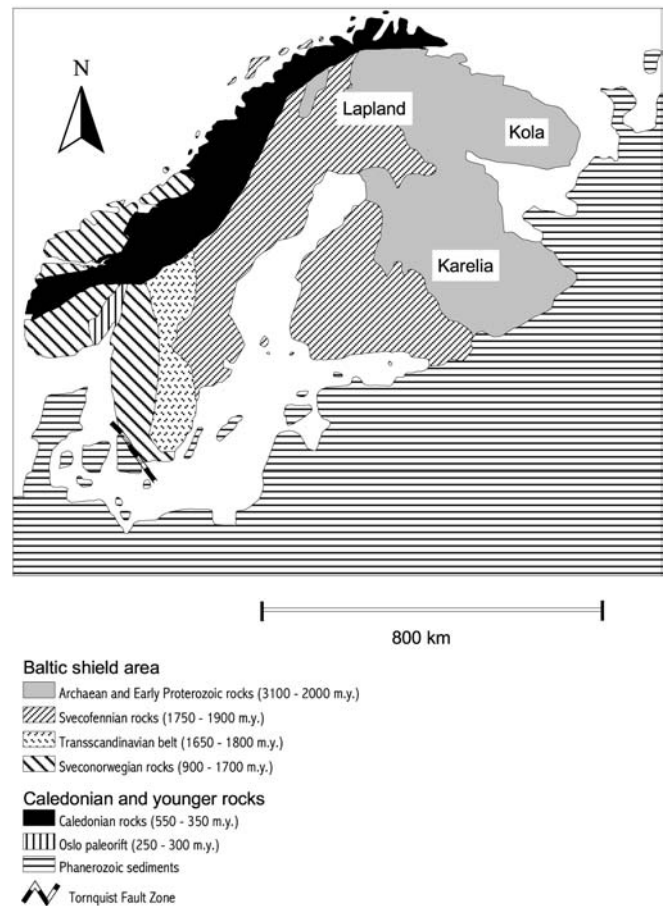 N
Lapland
Kola
Karelia
800 km
Baltic shield area
Archaean and Early Proterozoic rocks (3100 - 2000 m.y.)
Svecofennian rocks (1750 - 1900 m.y.)
Transscandinavian belt (1650 - 1800 m.y.)
Sveconorwegian rocks (900 - 1700 m.y.)
Caledonian and younger rocks
Caledonian rocks (550 - 350 m.y.)
Oslo paleorift (250 - 300 m.y.)
Phanerozoic sediments
Tornquist Fault Zone